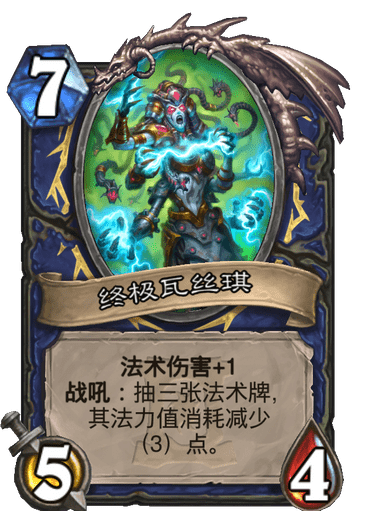 7
终极瓦丝琪
法术伤害+1
战吼：抽三张法术牌，
其法力值消耗减少
（3）点。
5
4